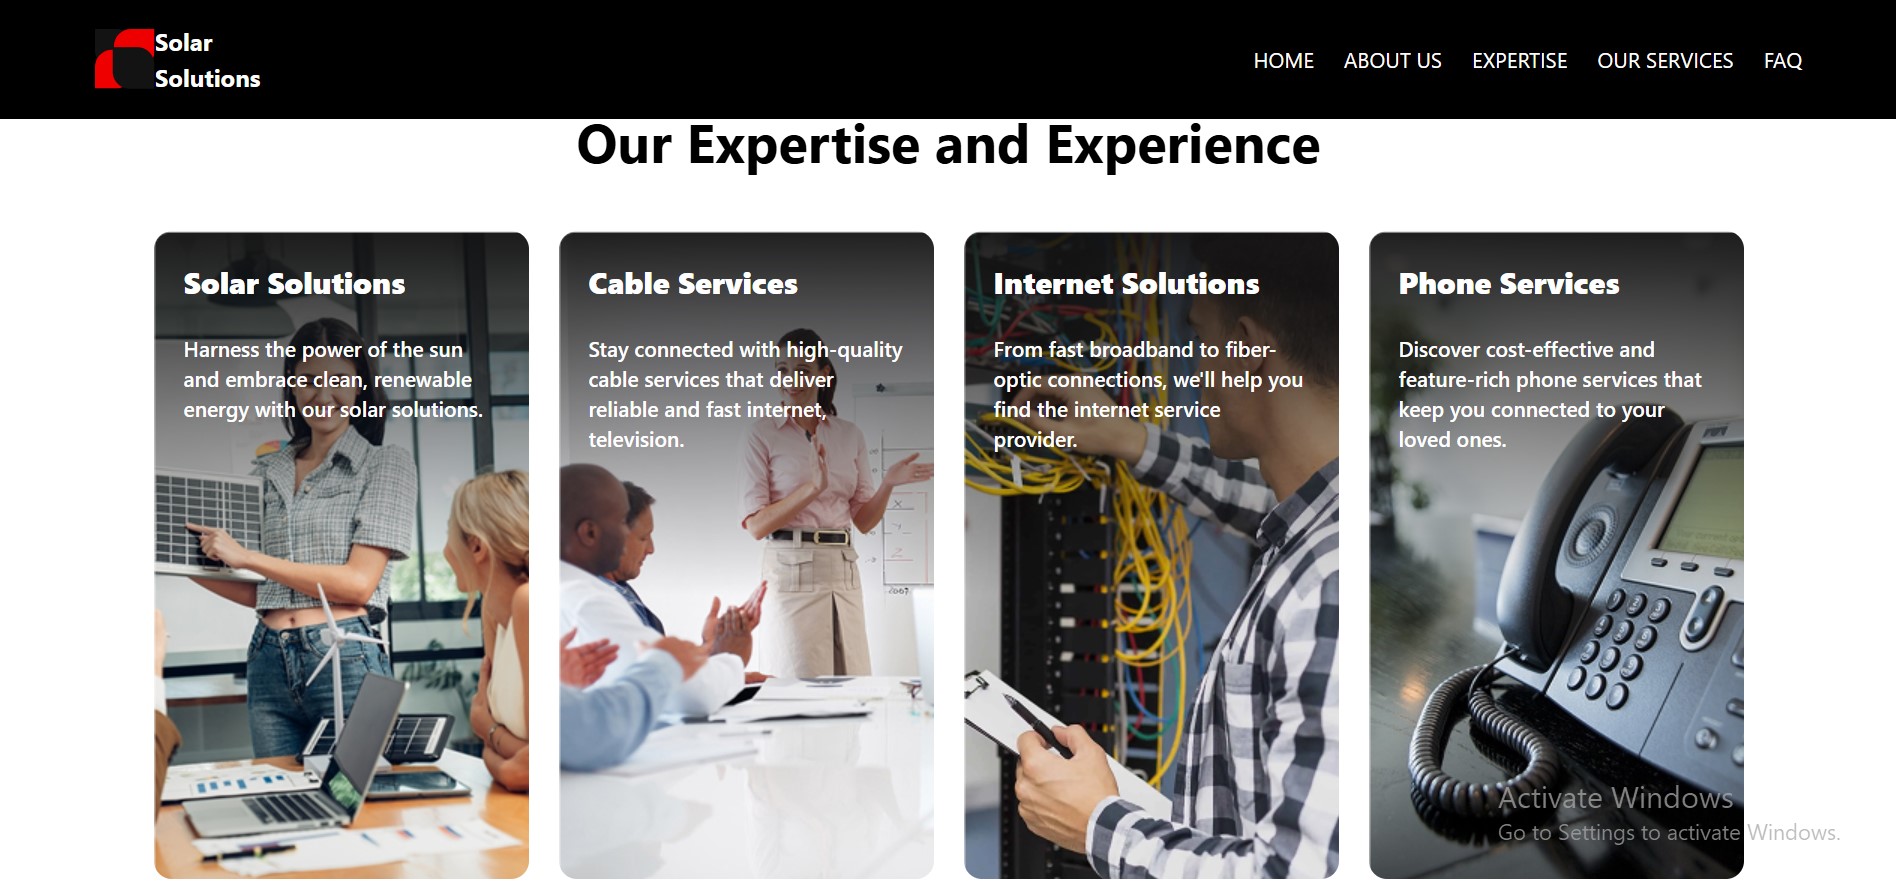 Solar
Solutions
HOME
ABOUT US
EXPERTISE
OUR SERVICES
FAQ
Our Expertise and Experience
Solar Solutions
Harness the power of the sun
and embrace clean, renewable
energy with our solar solutions.
Cable Services
Stay connected with high-quality
cable services that deliver
reliable and fast internet,
television.
Internet Solutions
From fast broadband to fiber-
optic connections, we'll help you
find the internet service
provider.
Phone Services
Discover cost-effective and
feature-rich phone services that
keep you connected to your
loved ones.
Activate Windows
Go to Settings to activate Windows.